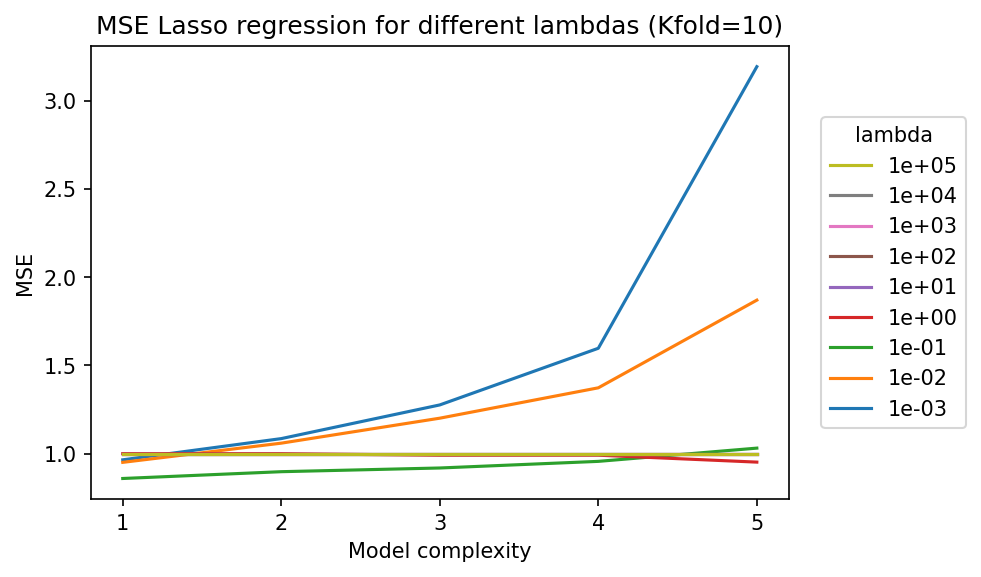 MSE Lasso regression for different lambdas (Kfold=10)
MSE
3.0
2.5
2.0
1.5
1.0
1 2 3 4 5
Model complexity
lambda
1e+05
1e+04
1e+03
1e+02
1e+01
1e+00
1e-01
1e-02
1e-03